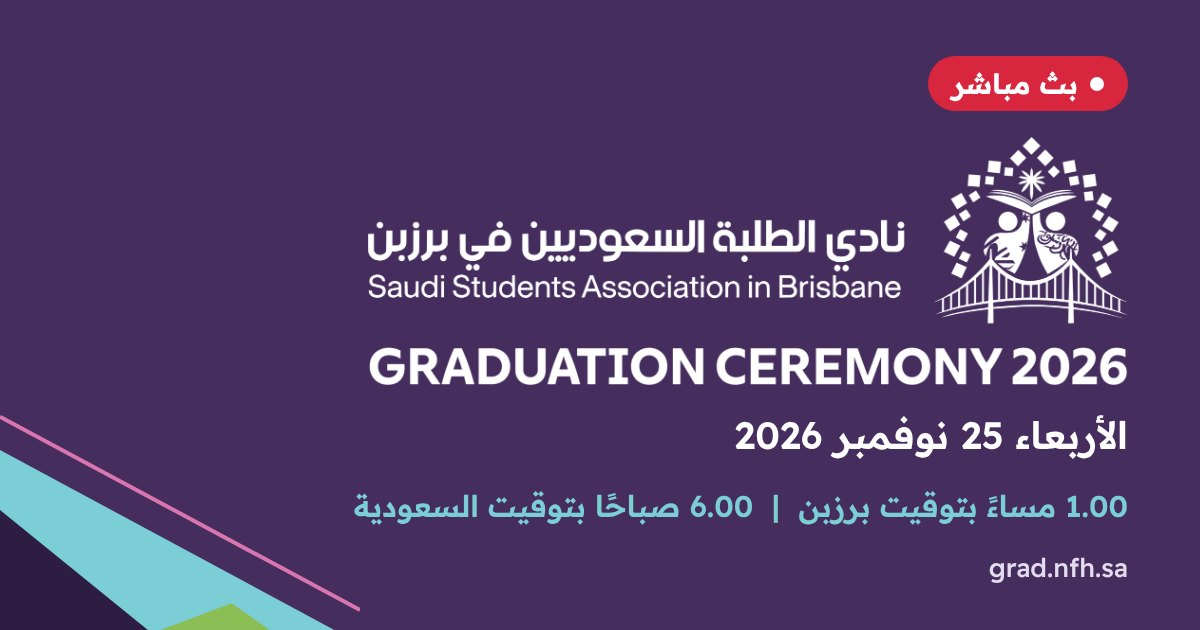 بث مباشر
نادي الطلبة السعوديين في برزبن
Saudi Students Association in Brisbane
GRADUATION CEREMONY 2026
الأربعاء 25 نوفمبر 2026
1.00 مساءً بتوقيت برزبن | 6.00 صباحًا بتوقيت السعودية
grad.nfh.sa